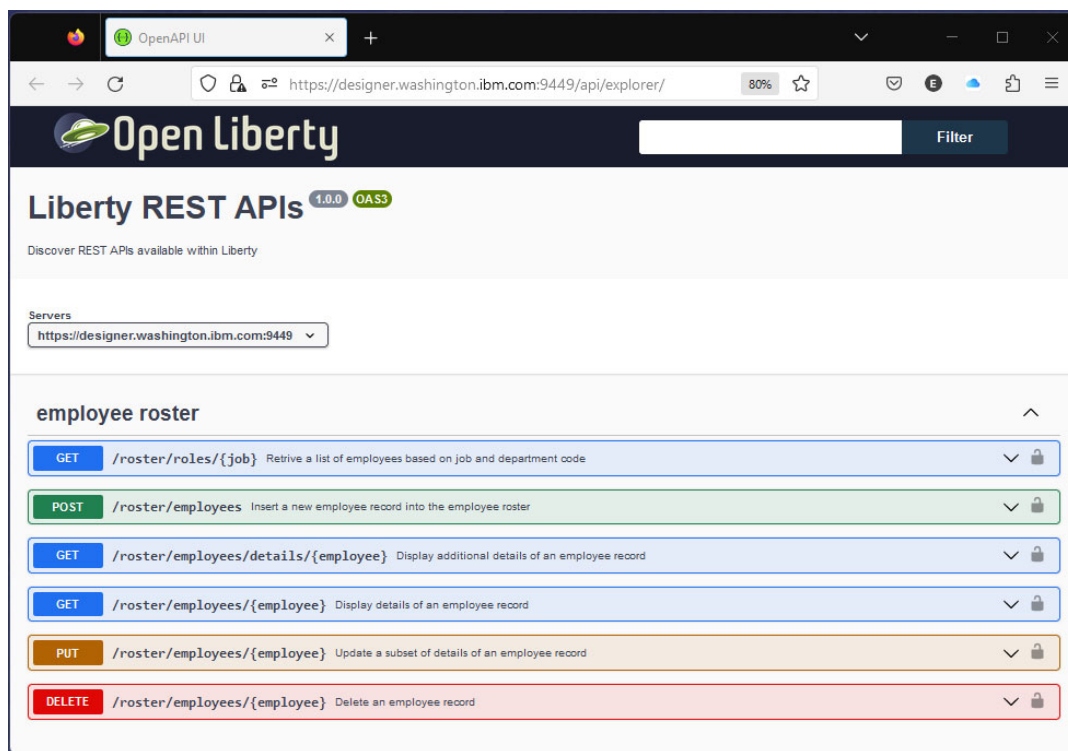 OpenAPI UI
https://designer.washington.ibm.com:9449/api/explorer/ 80% E
Open Liberty Filter
Liberty REST APIs 1.0.0 OAS3
Discover REST APIs available within Liberty
Servers
https://designer.washington.ibm.com:9449
employee roster
GET /roster/roles/{job} Retrive a list of employees based on job and department code
POST /roster/employees Insert a new employee record into the employee roster
GET /roster/employees/details/{employee} Display additional details of an employee record
GET /roster/employees/{employee} Display details of an employee record
PUT /roster/employees/{employee} Update a subset of details of an employee record
DELETE /roster/employees/{employee} Delete an employee record